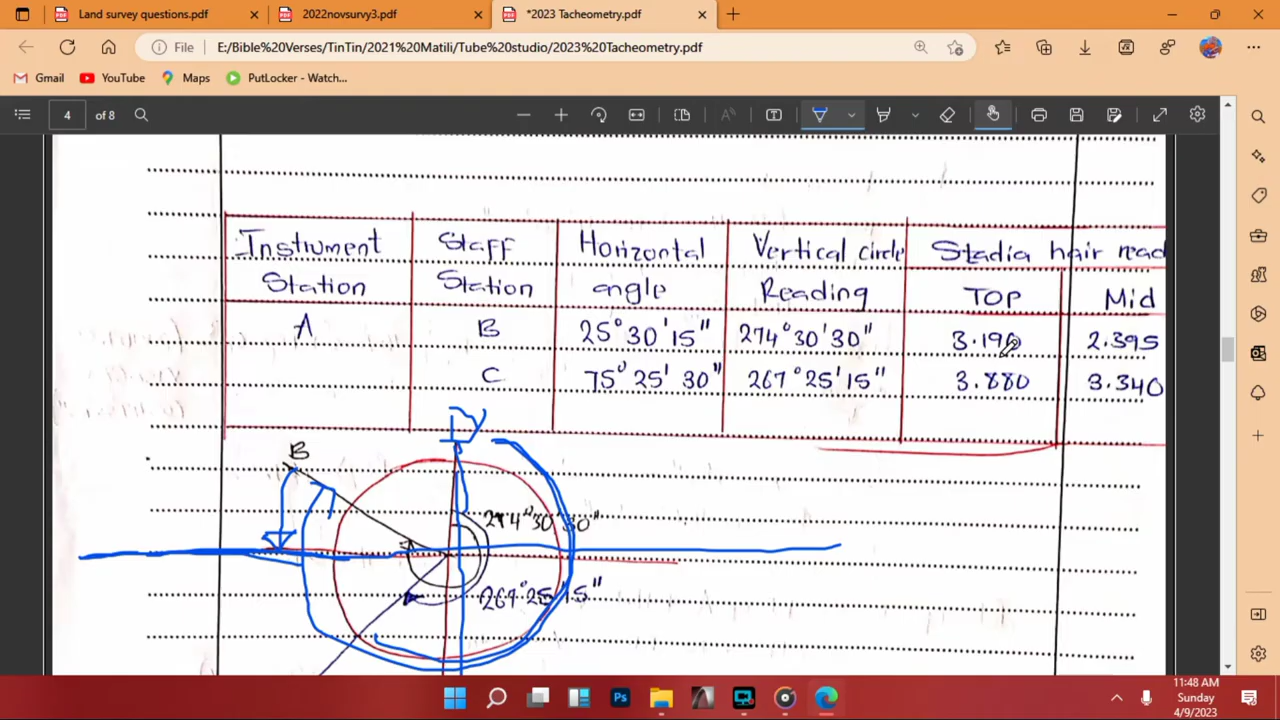 Land survey questions.pdf
2022novsurvy3.pdf
*2023 Tacheometry.pdf
File
E:/Bible%20Verses/TinTin/2021%20Matili/Tube%20studio/2023%20Tacheometry.pdf
Gmail
YouTube
Maps
PutLocker - Watch...
4
of 8
Instrument Station
Staff Station
Horizontal angle
Vertical circle Reading
Stadia hair read
TOP
Mid
A
B
25°30'15"
274°30'30"
3.190
2.395
C
75°25'30"
267°25'15"
3.880
3.340
B
274°30'30"
267°25'15"
11:48 AM
Sunday
4/9/2023